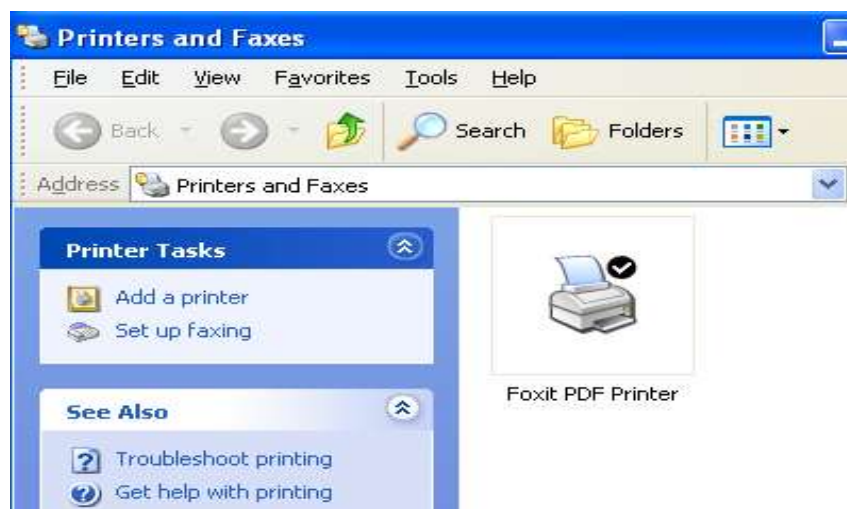 Printers and Faxes
File Edit View Favorites Tools Help
Back Search Folders
Address Printers and Faxes
Printer Tasks
Add a printer
Set up faxing
See Also
Troubleshoot printing
Get help with printing
Foxit PDF Printer